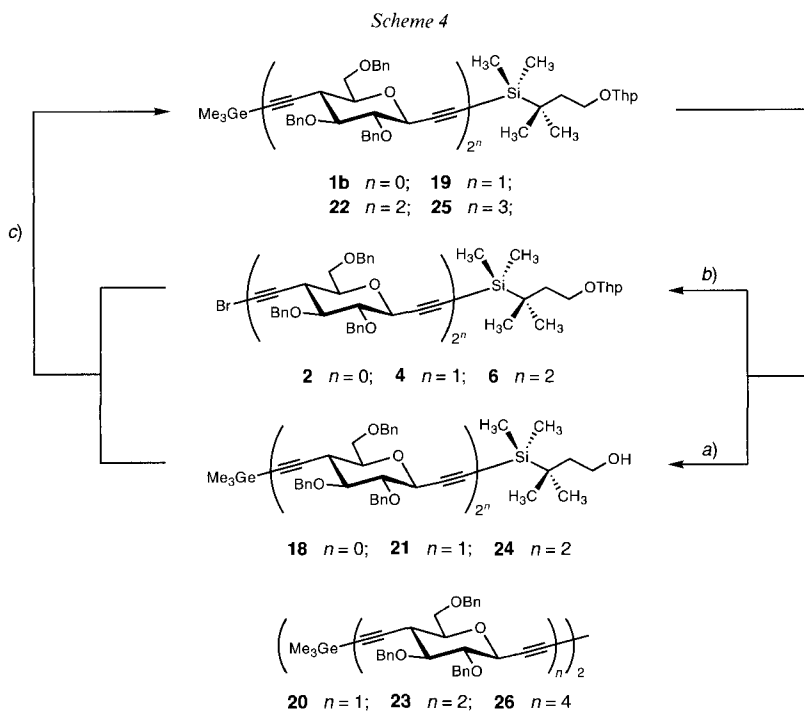 Scheme 4
OBn
H₃C CH₃
Me₃Ge ( O Si OThp
BnO BnO )2ⁿ H₃C CH₃
1b n = 0; 19 n = 1;
22 n = 2; 25 n = 3;
c)
OBn
H₃C CH₃
Br ( O Si OThp
BnO BnO )2ⁿ H₃C CH₃
b)
2 n = 0; 4 n = 1; 6 n = 2
OBn
H₃C CH₃
Me₃Ge ( O Si OH
BnO BnO )2ⁿ H₃C CH₃
a)
18 n = 0; 21 n = 1; 24 n = 2
OBn
( Me₃Ge ( O
BnO BnO )n )2
20 n = 1; 23 n = 2; 26 n = 4